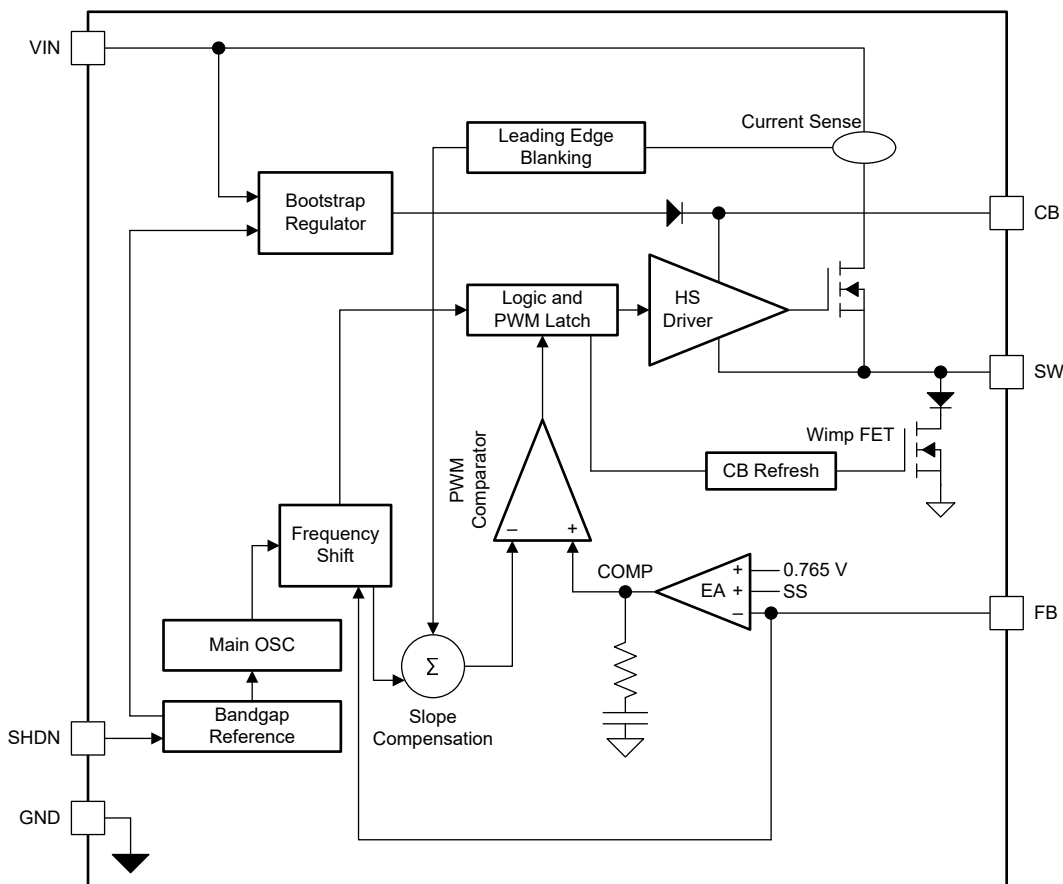 VIN
Current Sense
Leading Edge
Blanking
Bootstrap
Regulator
CB
Logic and
PWM Latch
HS
Driver
SW
Wimp FET
CB Refresh
PWM
Comparator
–
+
Frequency
Shift
COMP
EA
+
0.765 V
+
SS
–
FB
Main OSC
Σ
Slope
Compensation
SHDN
Bandgap
Reference
GND